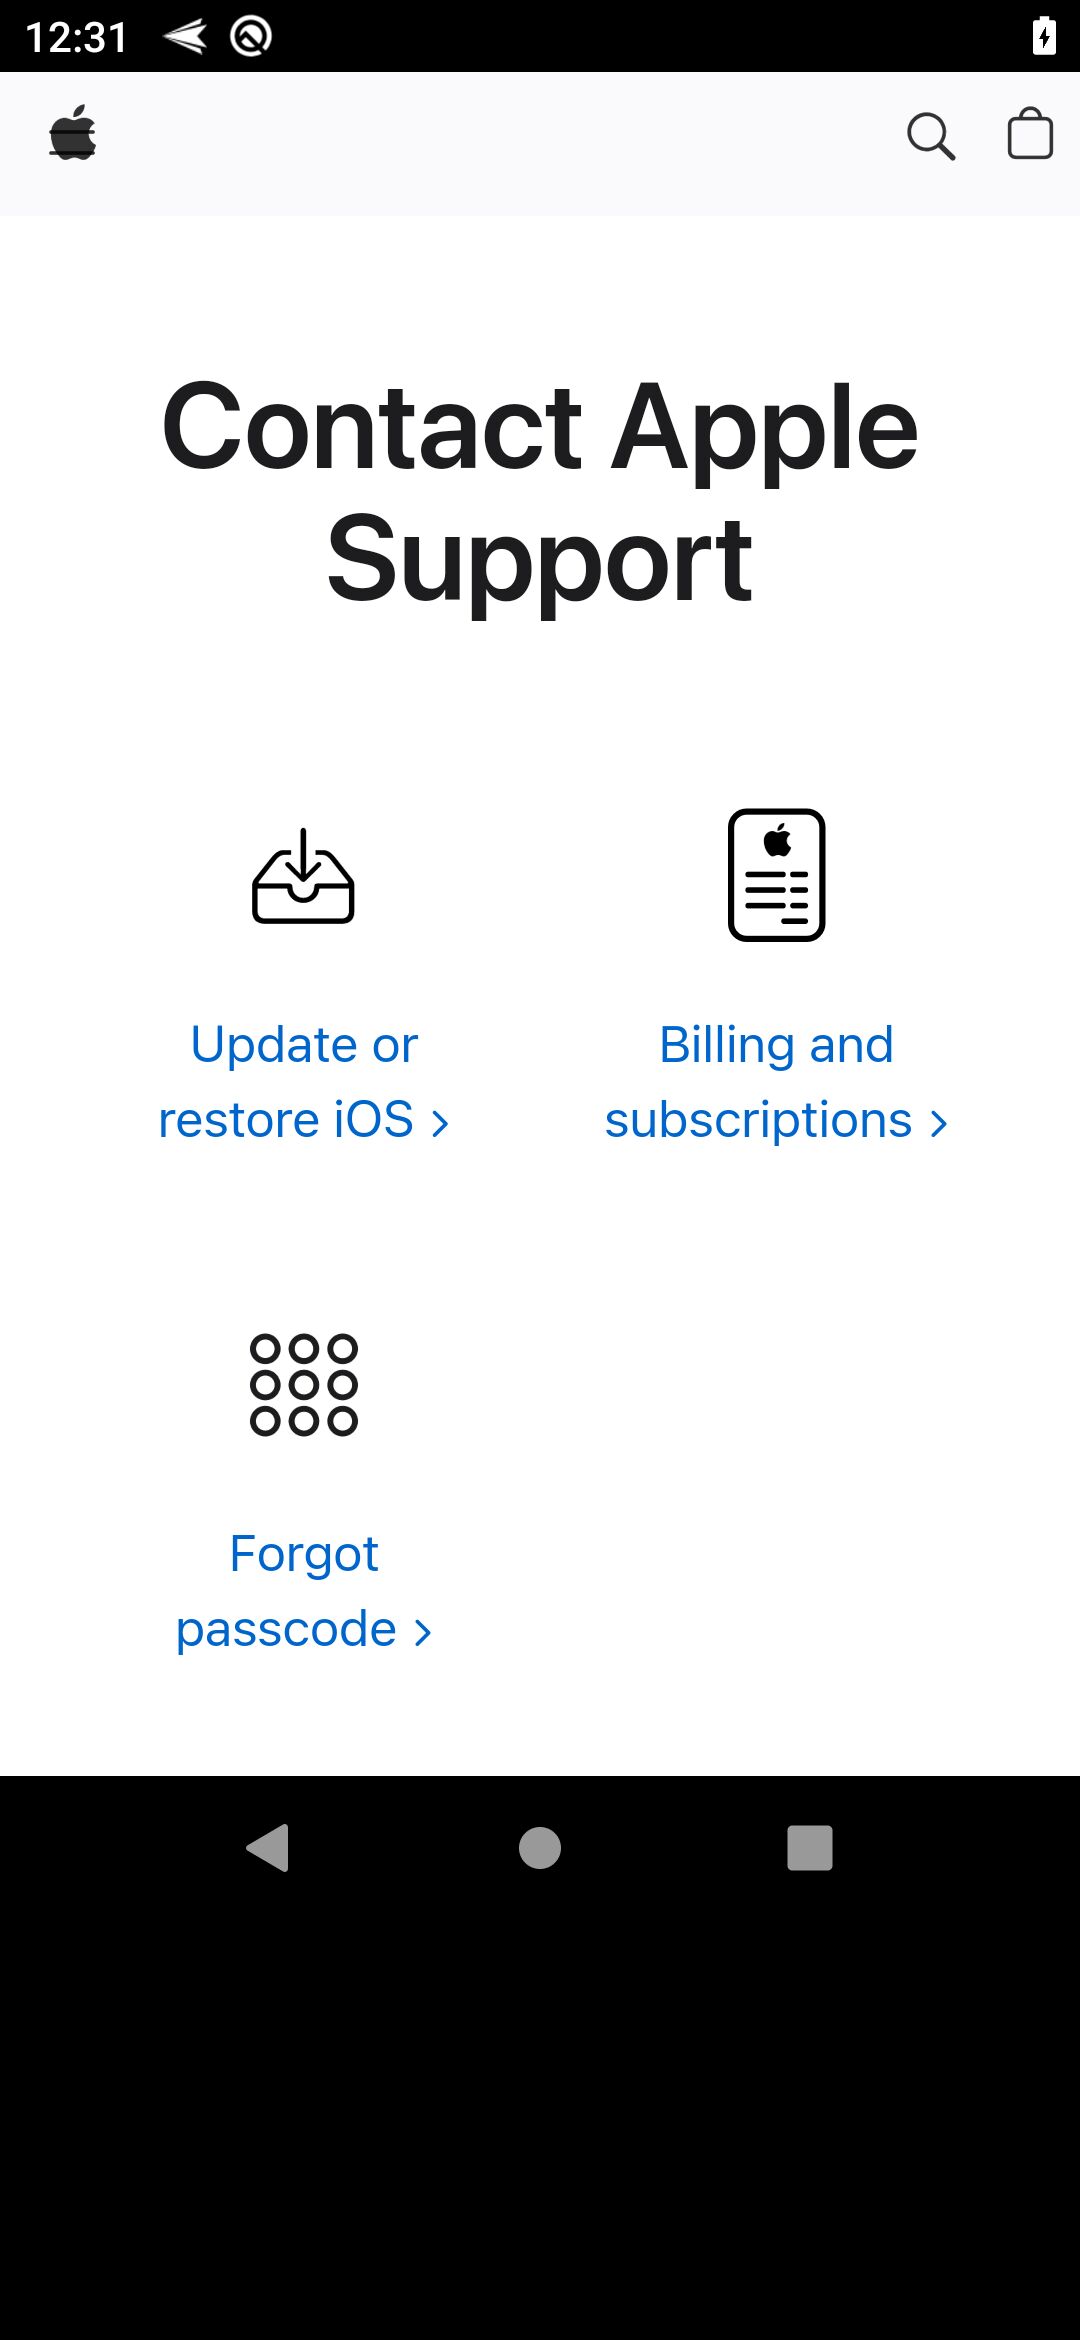 12:31
Contact Apple
Support
Update or
restore iOS >
Billing and
subscriptions >
Forgot
passcode >